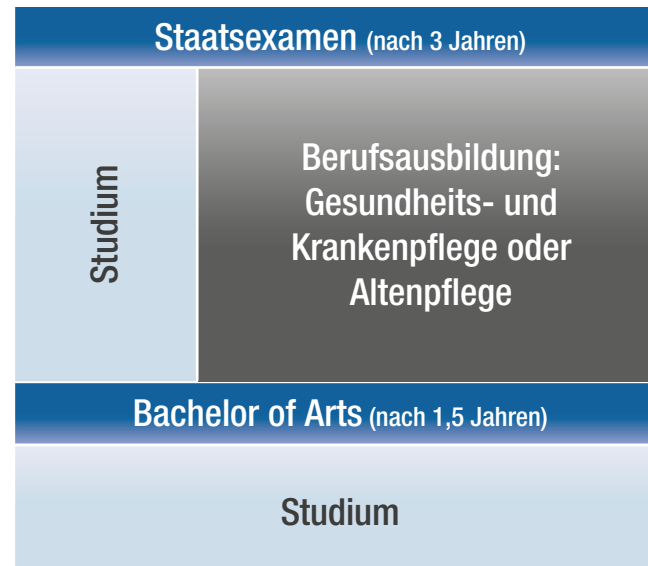 Staatsexamen (nach 3 Jahren)
Studium
Berufsausbildung:
Gesundheits- und
Krankenpflege oder
Altenpflege
Bachelor of Arts (nach 1,5 Jahren)
Studium